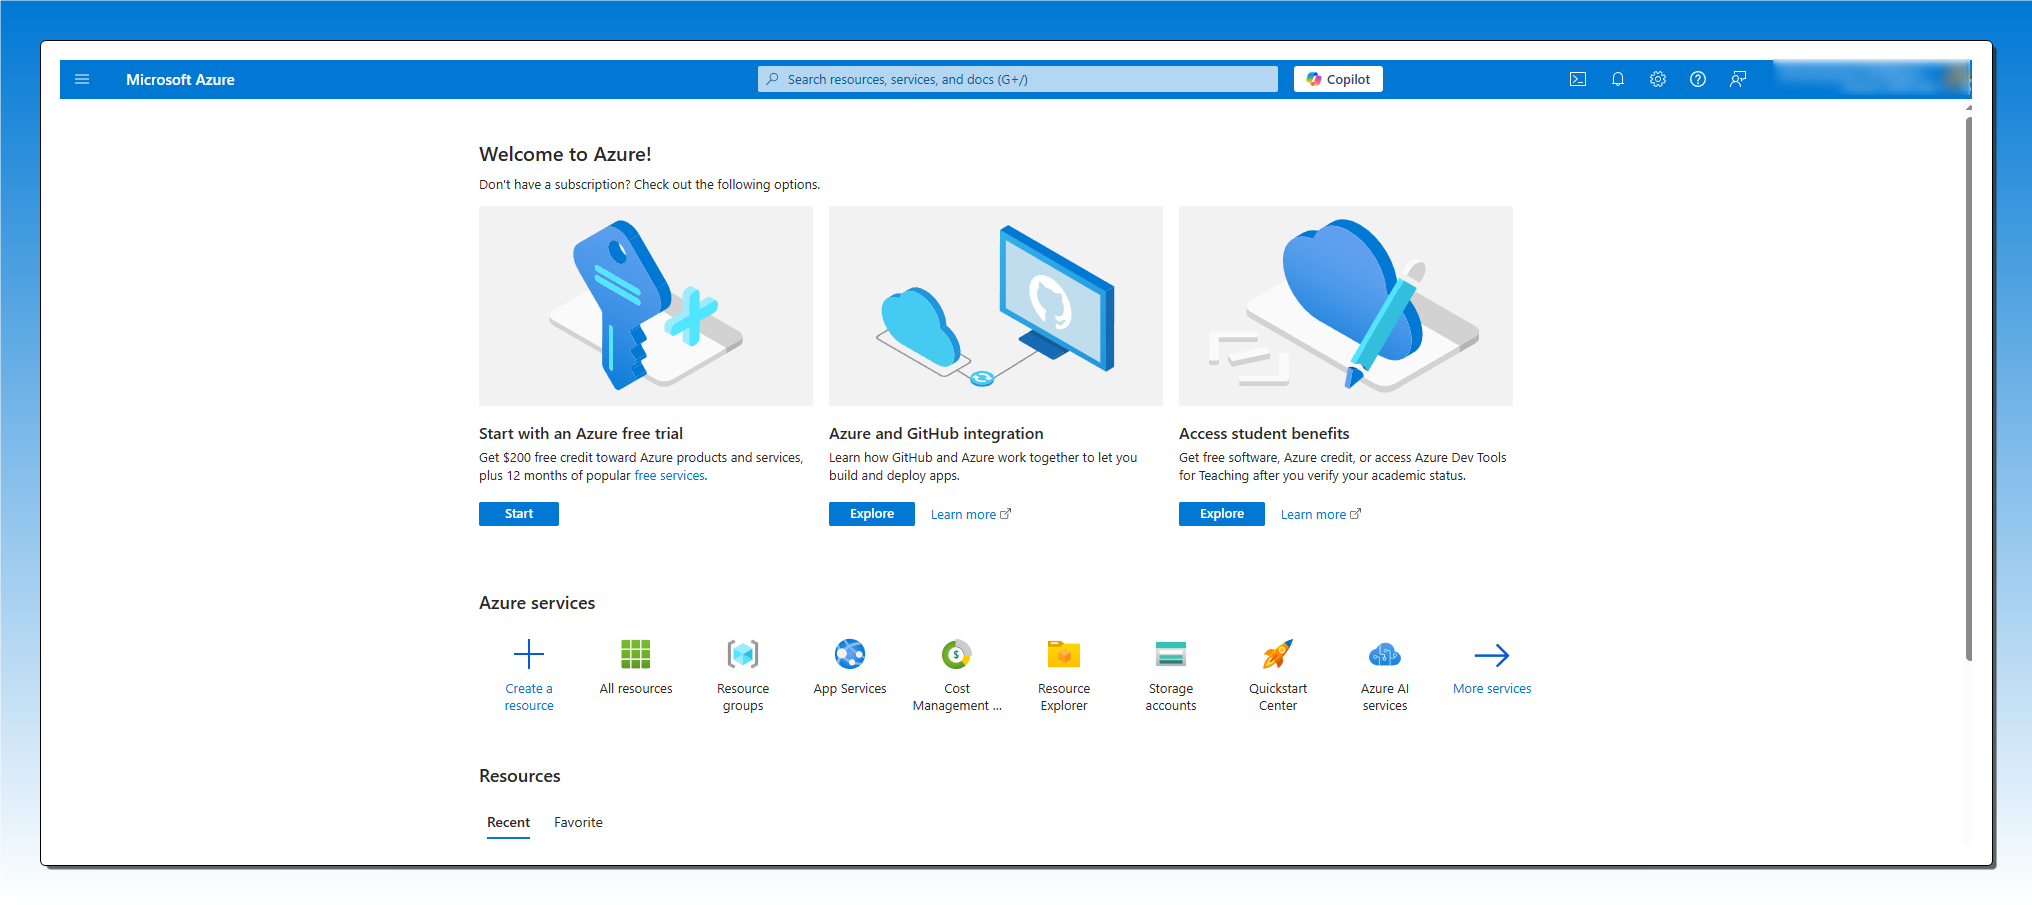 Microsoft Azure
Search resources, services, and docs (G+/)
Copilot
Welcome to Azure!
Don't have a subscription? Check out the following options.
Start with an Azure free trial
Get $200 free credit toward Azure products and services,
plus 12 months of popular free services.
Start
Azure and GitHub integration
Learn how GitHub and Azure work together to let you
build and deploy apps.
Explore
Learn more
Access student benefits
Get free software, Azure credit, or access Azure Dev Tools
for Teaching after you verify your academic status.
Explore
Learn more
Azure services
Create a
resource
All resources
Resource
groups
App Services
Cost
Management ...
Resource
Explorer
Storage
accounts
Quickstart
Center
Azure AI
services
More services
Resources
Recent
Favorite